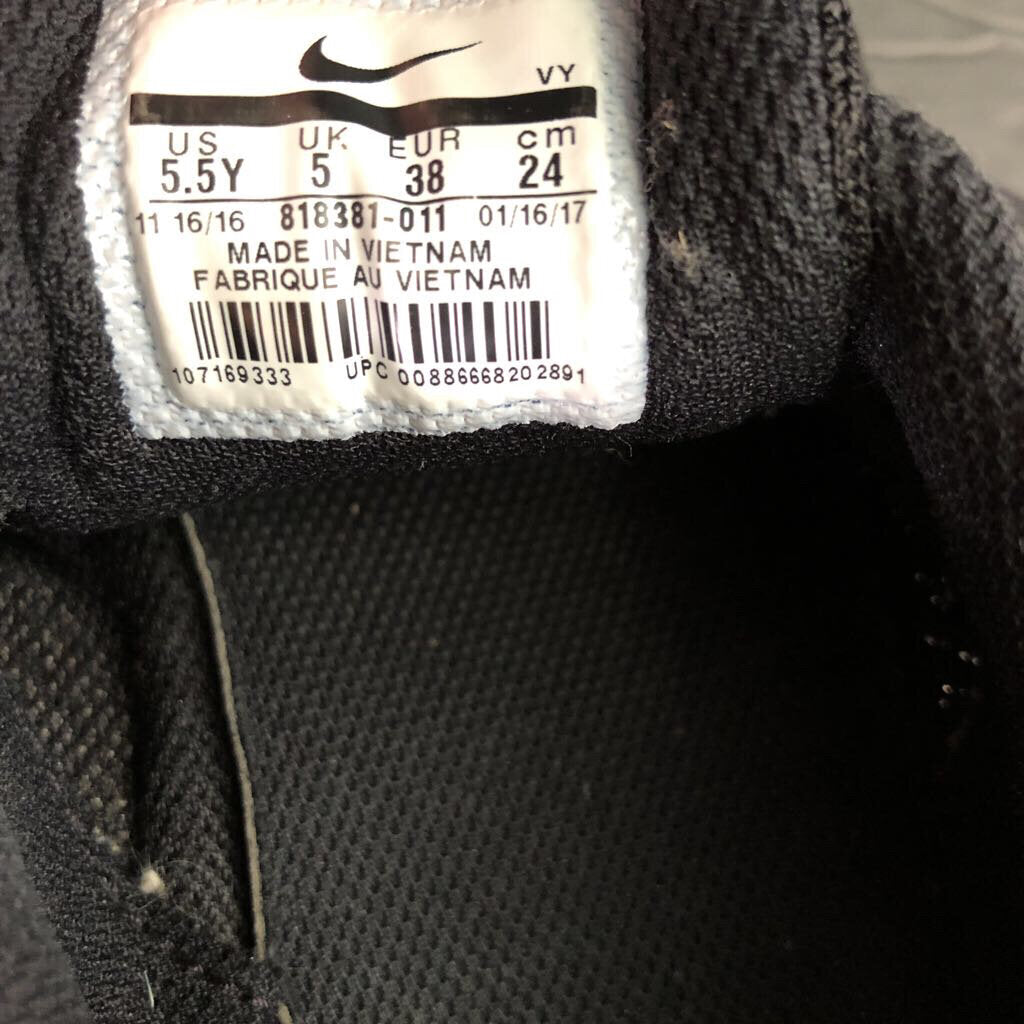 VY
US UK EUR cm
5.5Y 5 38 24
11 16/16 818381-011 01/16/17
MADE IN VIETNAM
FABRIQUE AU VIETNAM
107169333 UPC 00886668202891